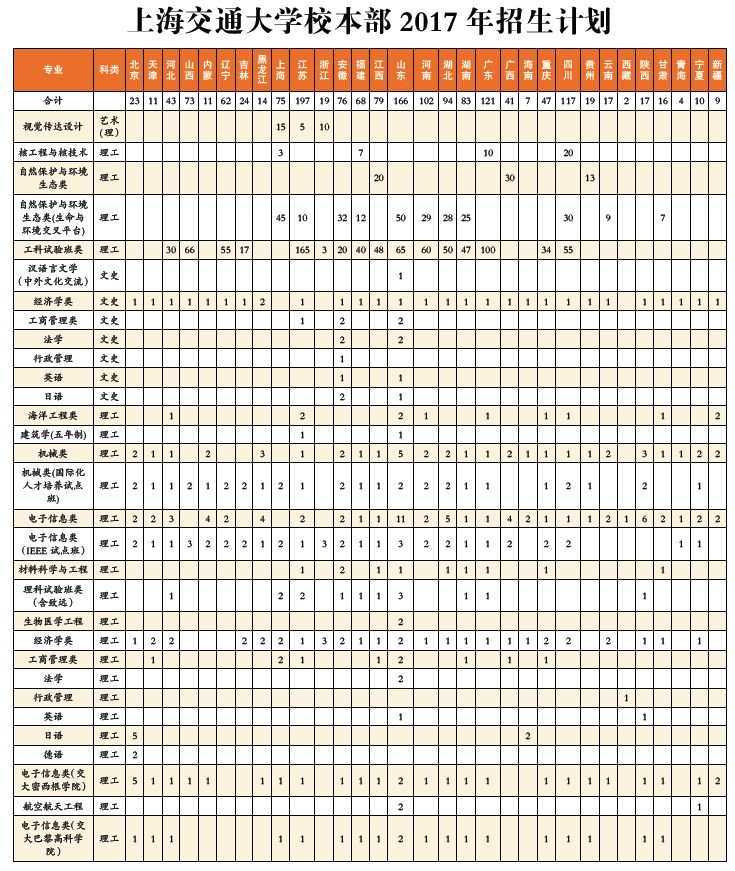 上海交通大学校本部 2017 年招生计划
专业 科类 北京 天津 河北 山西 内蒙 辽宁 吉林 黑龙江 上海 江苏 浙江 安徽 福建 江西 山东 河南 湖北 湖南 广东 广西 海南 重庆 四川 贵州 云南 西藏 陕西 甘肃 青海 宁夏 新疆
合计 23 11 43 73 11 62 24 14 75 197 19 76 68 79 166 102 94 83 121 41 7 47 117 19 17 2 17 16 4 10 9
视觉传达设计 艺术（理） 15 5 10
核工程与核技术 理工 3 7 10 20
自然保护与环境生态类 理工 20 30 13
自然保护与环境生态类(生命与环境交叉平台) 理工 45 10 32 12 50 29 28 25 30 9 7
工科试验班类 理工 30 66 55 17 165 3 20 40 48 65 60 50 47 100 34 55
汉语言文学（中外文化交流） 文史 1
经济学类 文史 1 1 1 1 1 1 1 2 1 1 1 1 1 1 1 1 1 1 1 1 1 1 1 1 1 1 1 1
工商管理类 文史 1 2 2
法学 文史 2 2
行政管理 文史 1
英语 文史 1 1
日语 文史 2 1
海洋工程类 理工 1 2 2 1 1 1 1 1 2
建筑学(五年制) 理工 1 1
机械类 理工 2 1 1 2 3 1 2 1 1 5 2 2 1 1 2 1 1 1 1 2 3 1 1 2 2
机械类(国际化人才培养试点班) 理工 2 1 1 2 1 2 2 1 2 1 2 1 1 2 2 2 1 1 1 2 1 2 1
电子信息类 理工 2 2 3 4 2 4 2 2 1 1 11 2 5 1 1 4 2 1 1 1 2 1 6 2 1 2 2
电子信息类（IEEE 试点班） 理工 2 1 1 3 2 2 2 1 2 1 3 2 1 1 3 2 2 1 1 2 2 2 1 1
材料科学与工程 理工 1 2 1 1 1 1 1 1 1
理科试验班类（含致远） 理工 1 2 2 1 1 1 3 1 1 1
生物医学工程 理工 2
经济学类 理工 1 2 2 2 2 2 1 3 2 1 1 2 1 1 1 1 1 1 2 2 2 1 1 1
工商管理类 理工 1 2 1 1 2 1 1 1
法学 理工 2
行政管理 理工 1
英语 理工 1 1
日语 理工 5 2
德语 理工 2
电子信息类(交大密西根学院) 理工 5 1 1 1 1 1 1 1 1 1 1 2 1 1 1 1 1 1 1 1 1 1 1 2
航空航天工程 理工 2 1
电子信息类(交大巴黎高科学院) 理工 1 1 1 1 1 1 1 1 2 1 1 1 1 1 1 1 1 1